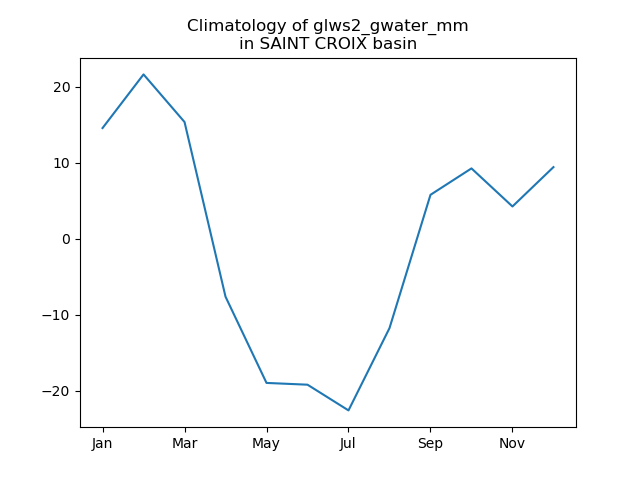 Climatology of glws2_gwater_mm
in SAINT CROIX basin
20
10
0
−10
−20
Jan Mar May Jul Sep Nov